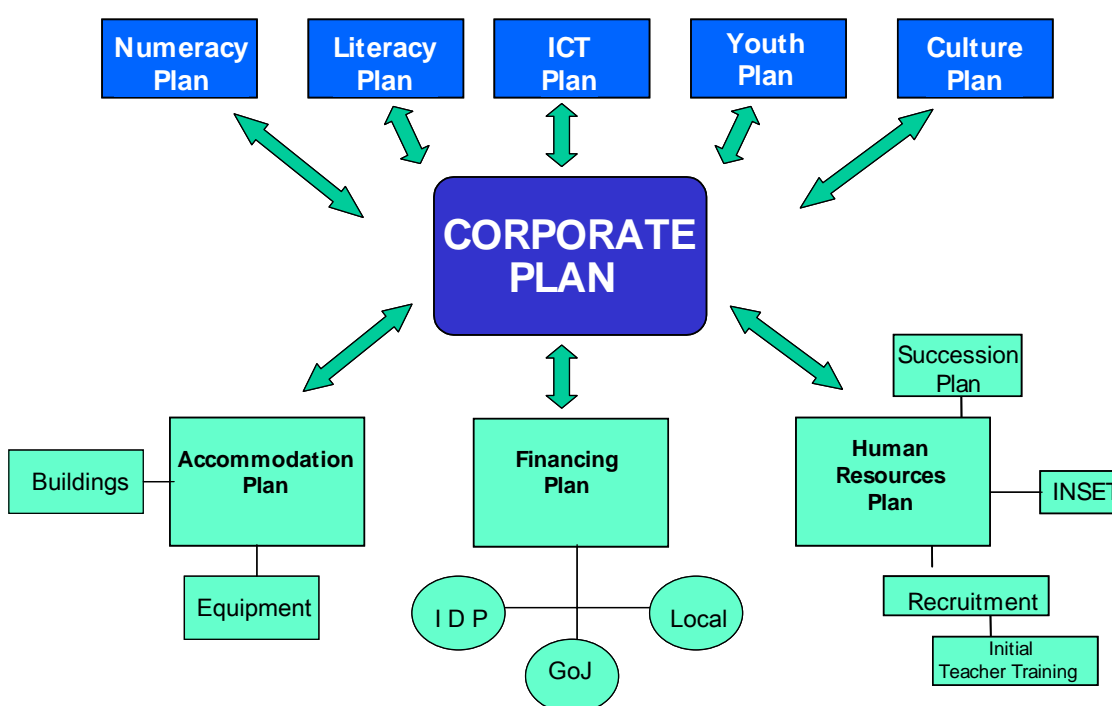 Numeracy
Plan
Literacy
Plan
ICT
Plan
Youth
Plan
Culture
Plan
CORPORATE
PLAN
Succession
Plan
Buildings
Accommodation
Plan
Financing
Plan
Human
Resources
Plan
INSET
Equipment
I D P
GoJ
Local
Recruitment
Initial
Teacher Training